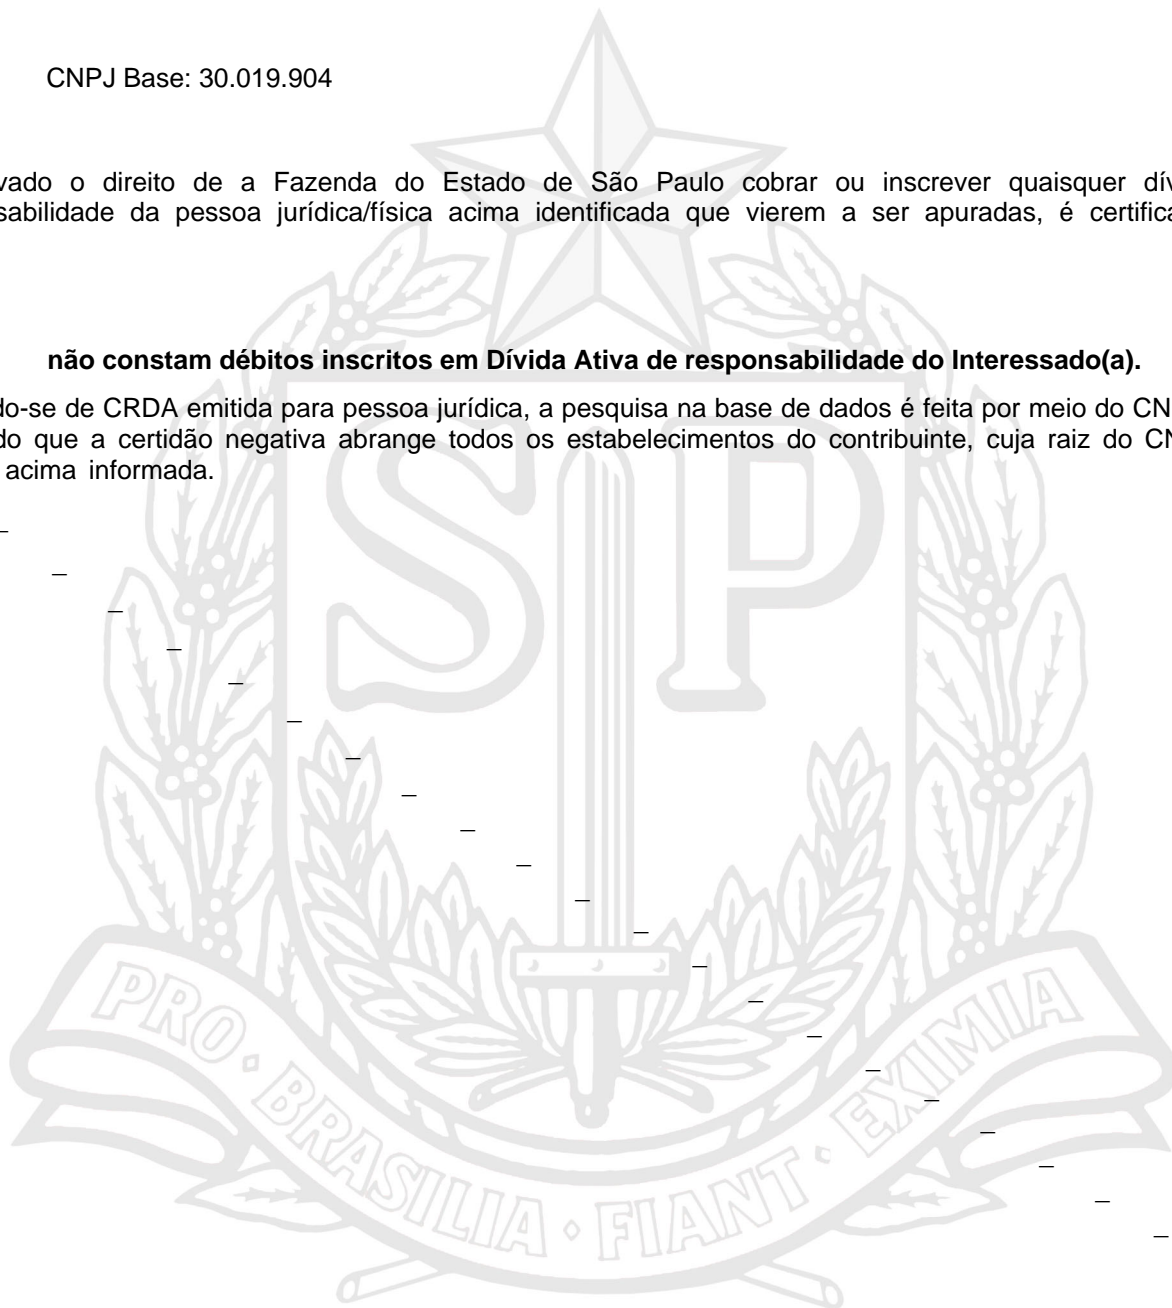 CNPJ Base: 30.019.904
vado o direito de a Fazenda do Estado de São Paulo cobrar ou inscrever quaisquer dív
sabilidade da pessoa jurídica/física acima identificada que vierem a ser apuradas, é certifica
não constam débitos inscritos em Dívida Ativa de responsabilidade do Interessado(a).
do-se de CRDA emitida para pessoa jurídica, a pesquisa na base de dados é feita por meio do CN
do que a certidão negativa abrange todos os estabelecimentos do contribuinte, cuja raiz do CN
acima informada.
SP
PRO • BRASILIA • FIANT • EXIMIA